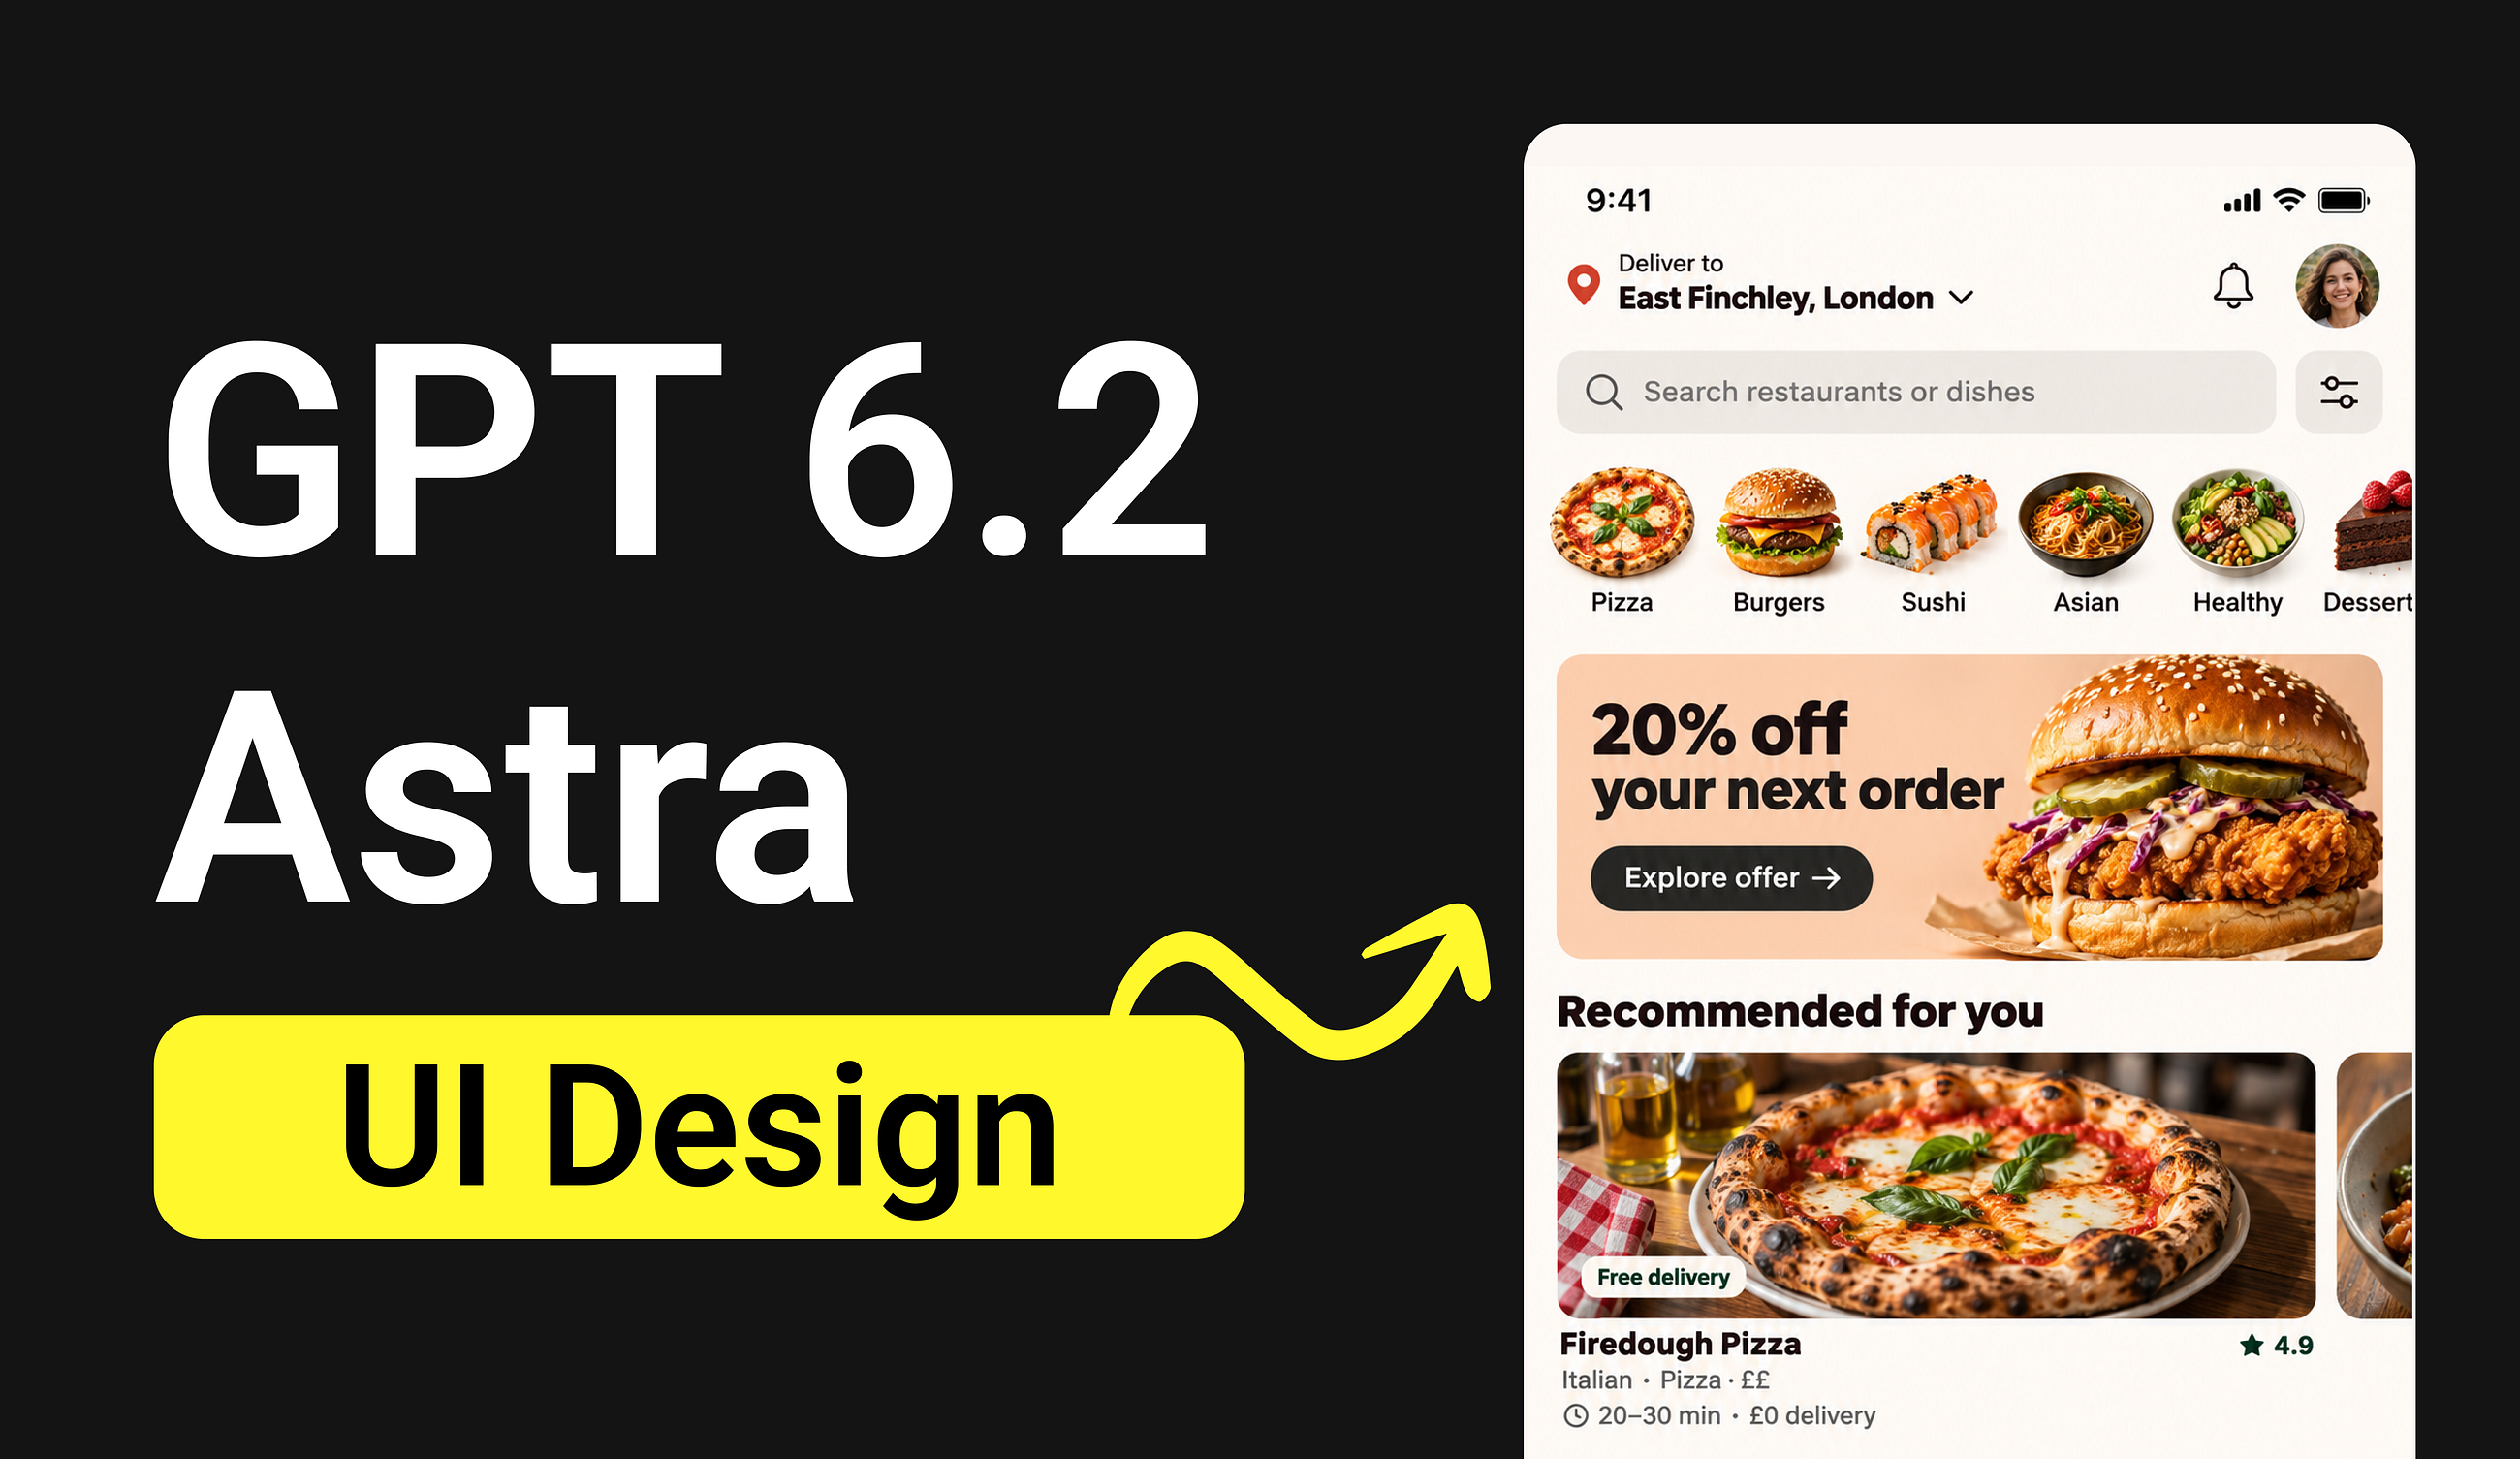 GPT 6.2
Astra
UI Design
9:41
Deliver to
East Finchley, London
Search restaurants or dishes
Pizza
Burgers
Sushi
Asian
Healthy
Dessert
20% off
your next order
Explore offer →
Recommended for you
Free delivery
Firedough Pizza
★ 4.9
Italian • Pizza • ££
20–30 min • £0 delivery